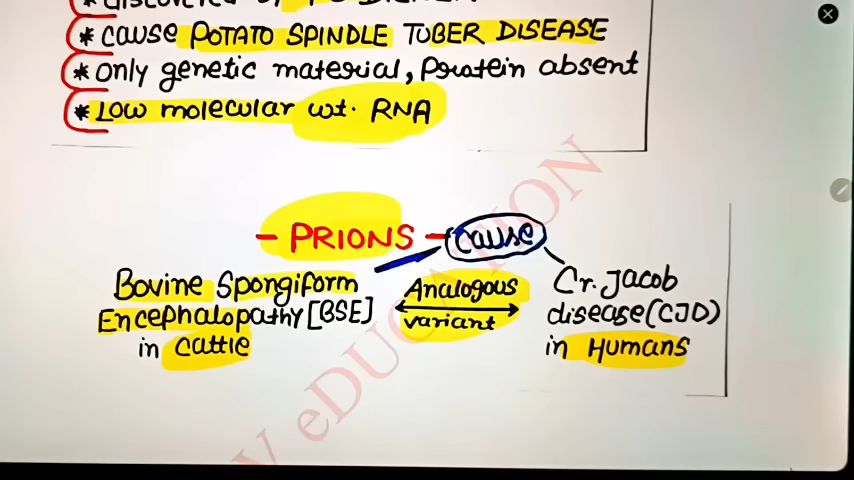 * cause POTATO SPINDLE TUBER DISEASE
* only genetic material, Protein absent
* Low molecular wt. RNA
- PRIONS - cause
Bovine Spongiform
Encephalopathy [BSE]
in cattle
Analogous
variant
Cr. Jacob
disease (CJD)
in Humans
eDUCATION